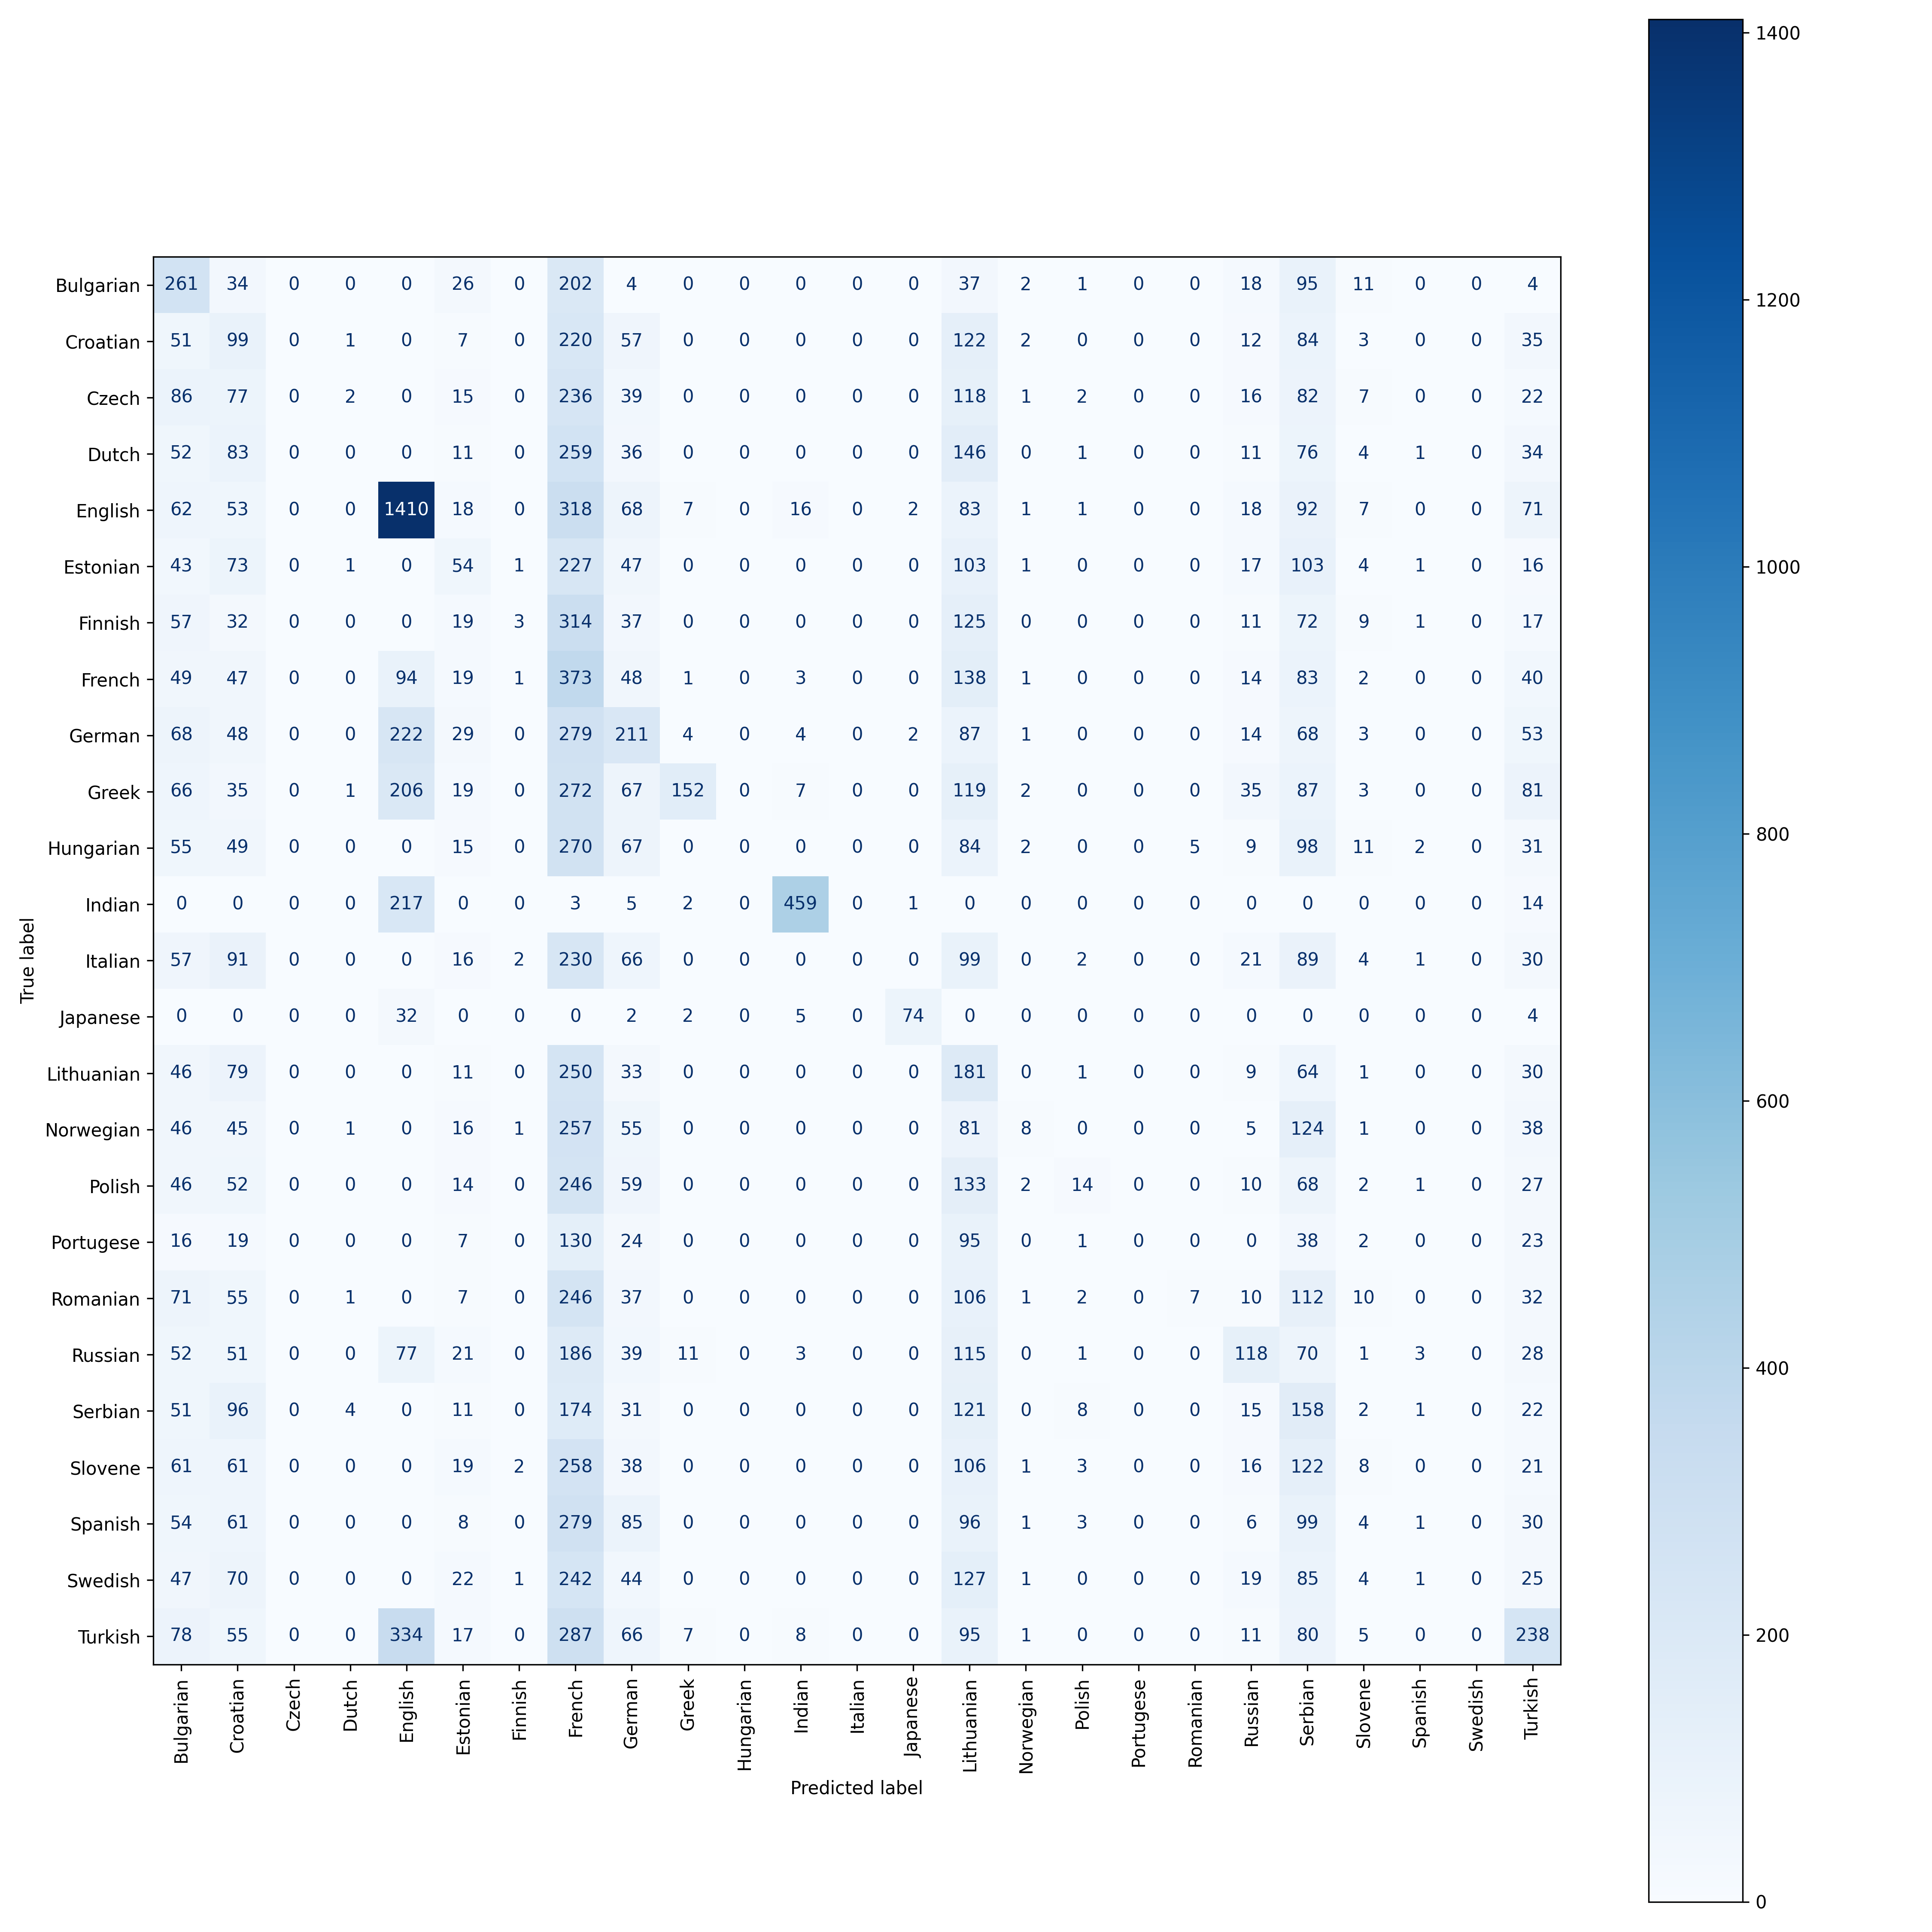 1400
1200
1000
800
600
400
200
0
True label
Bulgarian 261 34 0 0 0 26 0 202 4 0 0 0 0 0 37 2 1 0 0 18 95 11 0 0 4
Croatian 51 99 0 1 0 7 0 220 57 0 0 0 0 0 122 2 0 0 0 12 84 3 0 0 35
Czech 86 77 0 2 0 15 0 236 39 0 0 0 0 0 118 1 2 0 0 16 82 7 0 0 22
Dutch 52 83 0 0 0 11 0 259 36 0 0 0 0 0 146 0 1 0 0 11 76 4 1 0 34
English 62 53 0 0 1410 18 0 318 68 7 0 16 0 2 83 1 1 0 0 18 92 7 0 0 71
Estonian 43 73 0 1 0 54 1 227 47 0 0 0 0 0 103 1 0 0 0 17 103 4 1 0 16
Finnish 57 32 0 0 0 19 3 314 37 0 0 0 0 0 125 0 0 0 0 11 72 9 1 0 17
French 49 47 0 0 94 19 1 373 48 1 0 3 0 0 138 1 0 0 0 14 83 2 0 0 40
German 68 48 0 0 222 29 0 279 211 4 0 4 0 2 87 1 0 0 0 14 68 3 0 0 53
Greek 66 35 0 1 206 19 0 272 67 152 0 7 0 0 119 2 0 0 0 35 87 3 0 0 81
Hungarian 55 49 0 0 0 15 0 270 67 0 0 0 0 0 84 2 0 0 5 9 98 11 2 0 31
Indian 0 0 0 0 217 0 0 3 5 2 0 459 0 1 0 0 0 0 0 0 0 0 0 0 14
Italian 57 91 0 0 0 16 2 230 66 0 0 0 0 0 99 0 2 0 0 21 89 4 1 0 30
Japanese 0 0 0 0 32 0 0 0 2 2 0 5 0 74 0 0 0 0 0 0 0 0 0 0 4
Lithuanian 46 79 0 0 0 11 0 250 33 0 0 0 0 0 181 0 1 0 0 9 64 1 0 0 30
Norwegian 46 45 0 1 0 16 1 257 55 0 0 0 0 0 81 8 0 0 0 5 124 1 0 0 38
Polish 46 52 0 0 0 14 0 246 59 0 0 0 0 0 133 2 14 0 0 10 68 2 1 0 27
Portugese 16 19 0 0 0 7 0 130 24 0 0 0 0 0 95 0 1 0 0 0 38 2 0 0 23
Romanian 71 55 0 1 0 7 0 246 37 0 0 0 0 0 106 1 2 0 7 10 112 10 0 0 32
Russian 52 51 0 0 77 21 0 186 39 11 0 3 0 0 115 0 1 0 0 118 70 1 3 0 28
Serbian 51 96 0 4 0 11 0 174 31 0 0 0 0 0 121 0 8 0 0 15 158 2 1 0 22
Slovene 61 61 0 0 0 19 2 258 38 0 0 0 0 0 106 1 3 0 0 16 122 8 0 0 21
Spanish 54 61 0 0 0 8 0 279 85 0 0 0 0 0 96 1 3 0 0 6 99 4 1 0 30
Swedish 47 70 0 0 0 22 1 242 44 0 0 0 0 0 127 1 0 0 0 19 85 4 1 0 25
Turkish 78 55 0 0 334 17 0 287 66 7 0 8 0 0 95 1 0 0 0 11 80 5 0 0 238
Bulgarian Croatian Czech Dutch English Estonian Finnish French German Greek Hungarian Indian Italian Japanese Lithuanian Norwegian Polish Portugese Romanian Russian Serbian Slovene Spanish Swedish Turkish
Predicted label